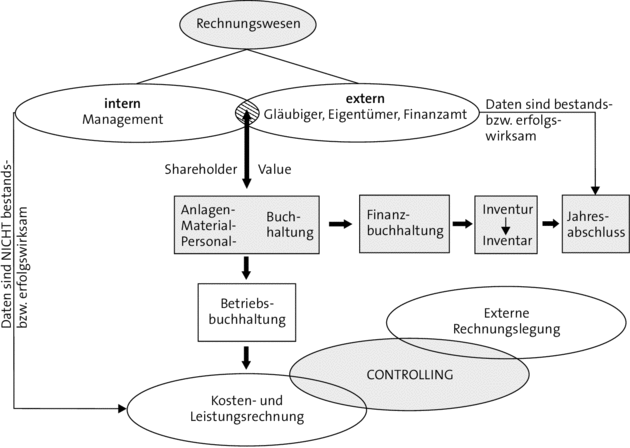 Rechnungswesen
intern
Management
extern
Gläubiger, Eigentümer, Finanzamt
Daten sind bestands-
bzw. erfolgs-
wirksam
Shareholder Value
Anlagen-
Material-
Personal-
Buch-
haltung
Finanz-
buchhaltung
Inventur
Inventar
Jahres-
abschluss
Daten sind NICHT bestands-
bzw. erfolgswirksam
Betriebs-
buchhaltung
Externe
Rechnungslegung
CONTROLLING
Kosten- und
Leistungsrechnung